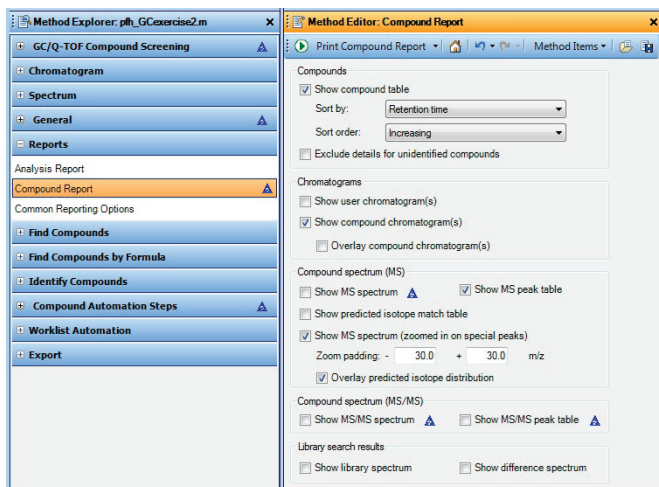 Method Explorer: pfh_GCexercise2.m
GC/Q-TOF Compound Screening
Chromatogram
Spectrum
General
Reports
Analysis Report
Compound Report
Common Reporting Options
Find Compounds
Find Compounds by Formula
Identify Compounds
Compound Automation Steps
Worklist Automation
Export
Method Editor: Compound Report
Print Compound Report Method Items
Compounds
Show compound table
Sort by: Retention time
Sort order: Increasing
Exclude details for unidentified compounds
Chromatograms
Show user chromatogram(s)
Show compound chromatogram(s)
Overlay compound chromatogram(s)
Compound spectrum (MS)
Show MS spectrum Show MS peak table
Show predicted isotope match table
Show MS spectrum (zoomed in on special peaks)
Zoom padding: - 30.0 + 30.0 m/z
Overlay predicted isotope distribution
Compound spectrum (MS/MS)
Show MS/MS spectrum Show MS/MS peak table
Library search results
Show library spectrum Show difference spectrum